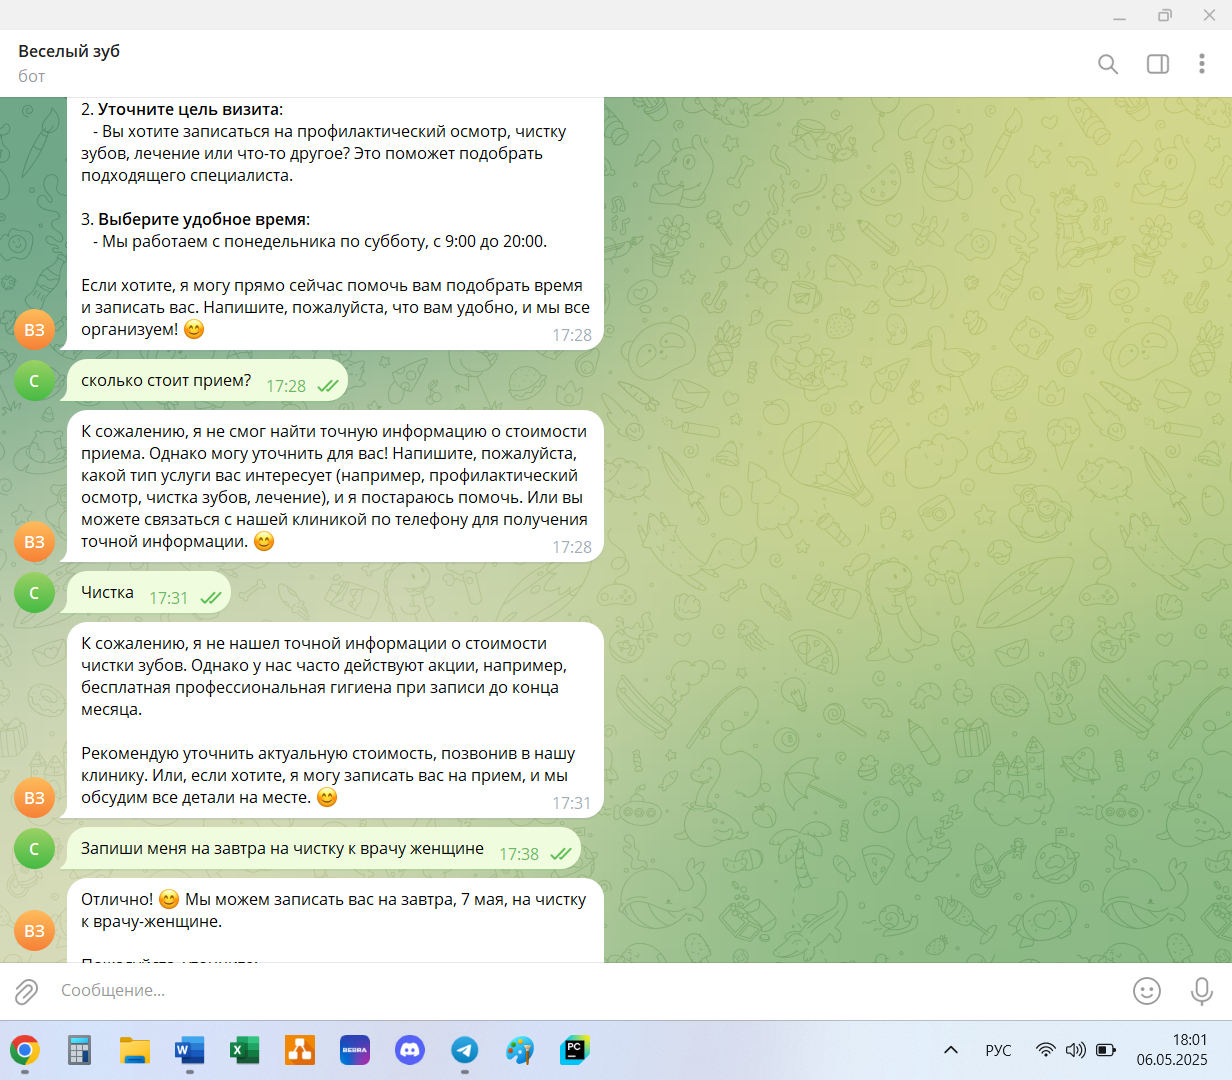 Веселый зуб
бот
2. Уточните цель визита:
- Вы хотите записаться на профилактический осмотр, чистку
зубов, лечение или что-то другое? Это поможет подобрать
подходящего специалиста.
3. Выберите удобное время:
- Мы работаем с понедельника по субботу, с 9:00 до 20:00.
Если хотите, я могу прямо сейчас помочь вам подобрать время
и записать вас. Напишите, пожалуйста, что вам удобно, и мы все
организуем! 😊
ВЗ
17:28
С
сколько стоит прием? 17:28
К сожалению, я не смог найти точную информацию о стоимости
приема. Однако могу уточнить для вас! Напишите, пожалуйста,
какой тип услуги вас интересует (например, профилактический
осмотр, чистка зубов, лечение), и я постараюсь помочь. Или вы
можете связаться с нашей клиникой по телефону для получения
точной информации. 😊
ВЗ
17:28
С
Чистка 17:31
К сожалению, я не нашел точной информации о стоимости
чистки зубов. Однако у нас часто действуют акции, например,
бесплатная профессиональная гигиена при записи до конца
месяца.
Рекомендую уточнить актуальную стоимость, позвонив в нашу
клинику. Или, если хотите, я могу записать вас на прием, и мы
обсудим все детали на месте. 😊
ВЗ
17:31
С
Запиши меня на завтра на чистку к врачу женщине 17:38
Отлично! 😊 Мы можем записать вас на завтра, 7 мая, на чистку
к врачу-женщине.
ВЗ
Пожалуйста, уточните:
Сообщение...
W
X
BEBRA
PC
РУС
18:01
06.05.2025